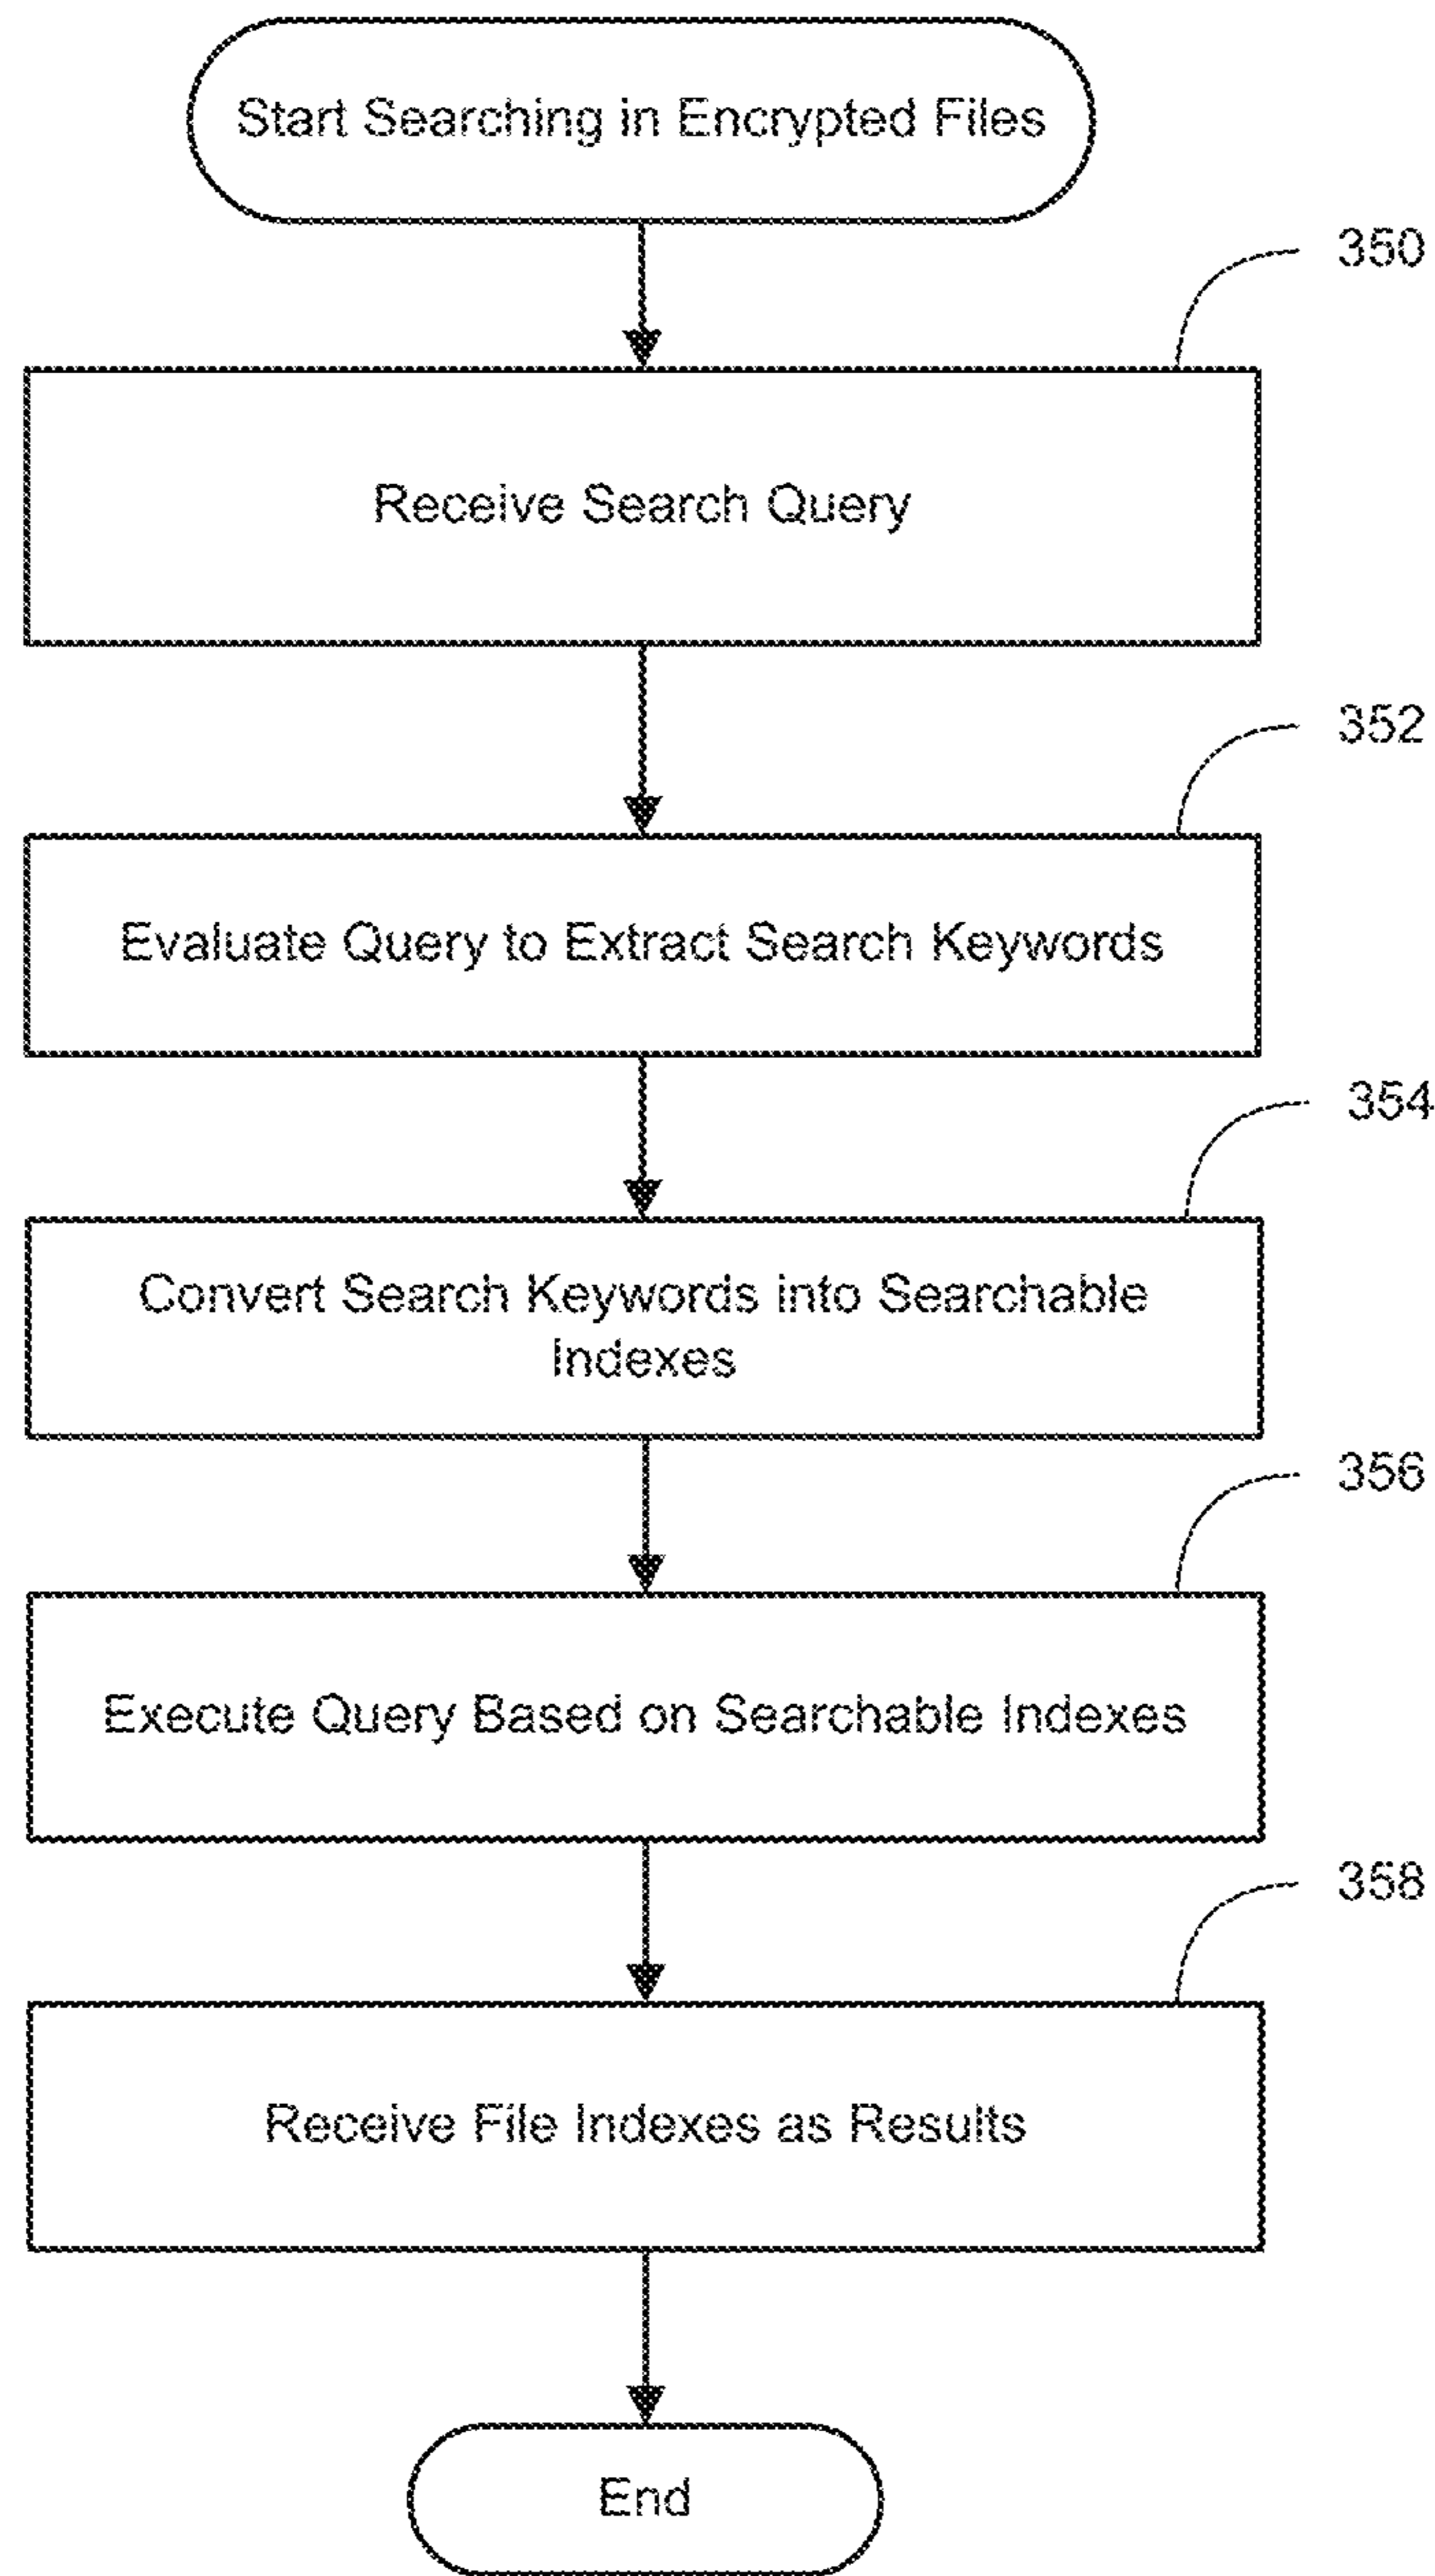 Start Searching in Encrypted Files
350
Receive Search Query
352
Evaluate Query to Extract Search Keywords
354
Convert Search Keywords into Searchable
Indexes
356
Execute Query Based on Searchable Indexes
358
Receive File Indexes as Results
End